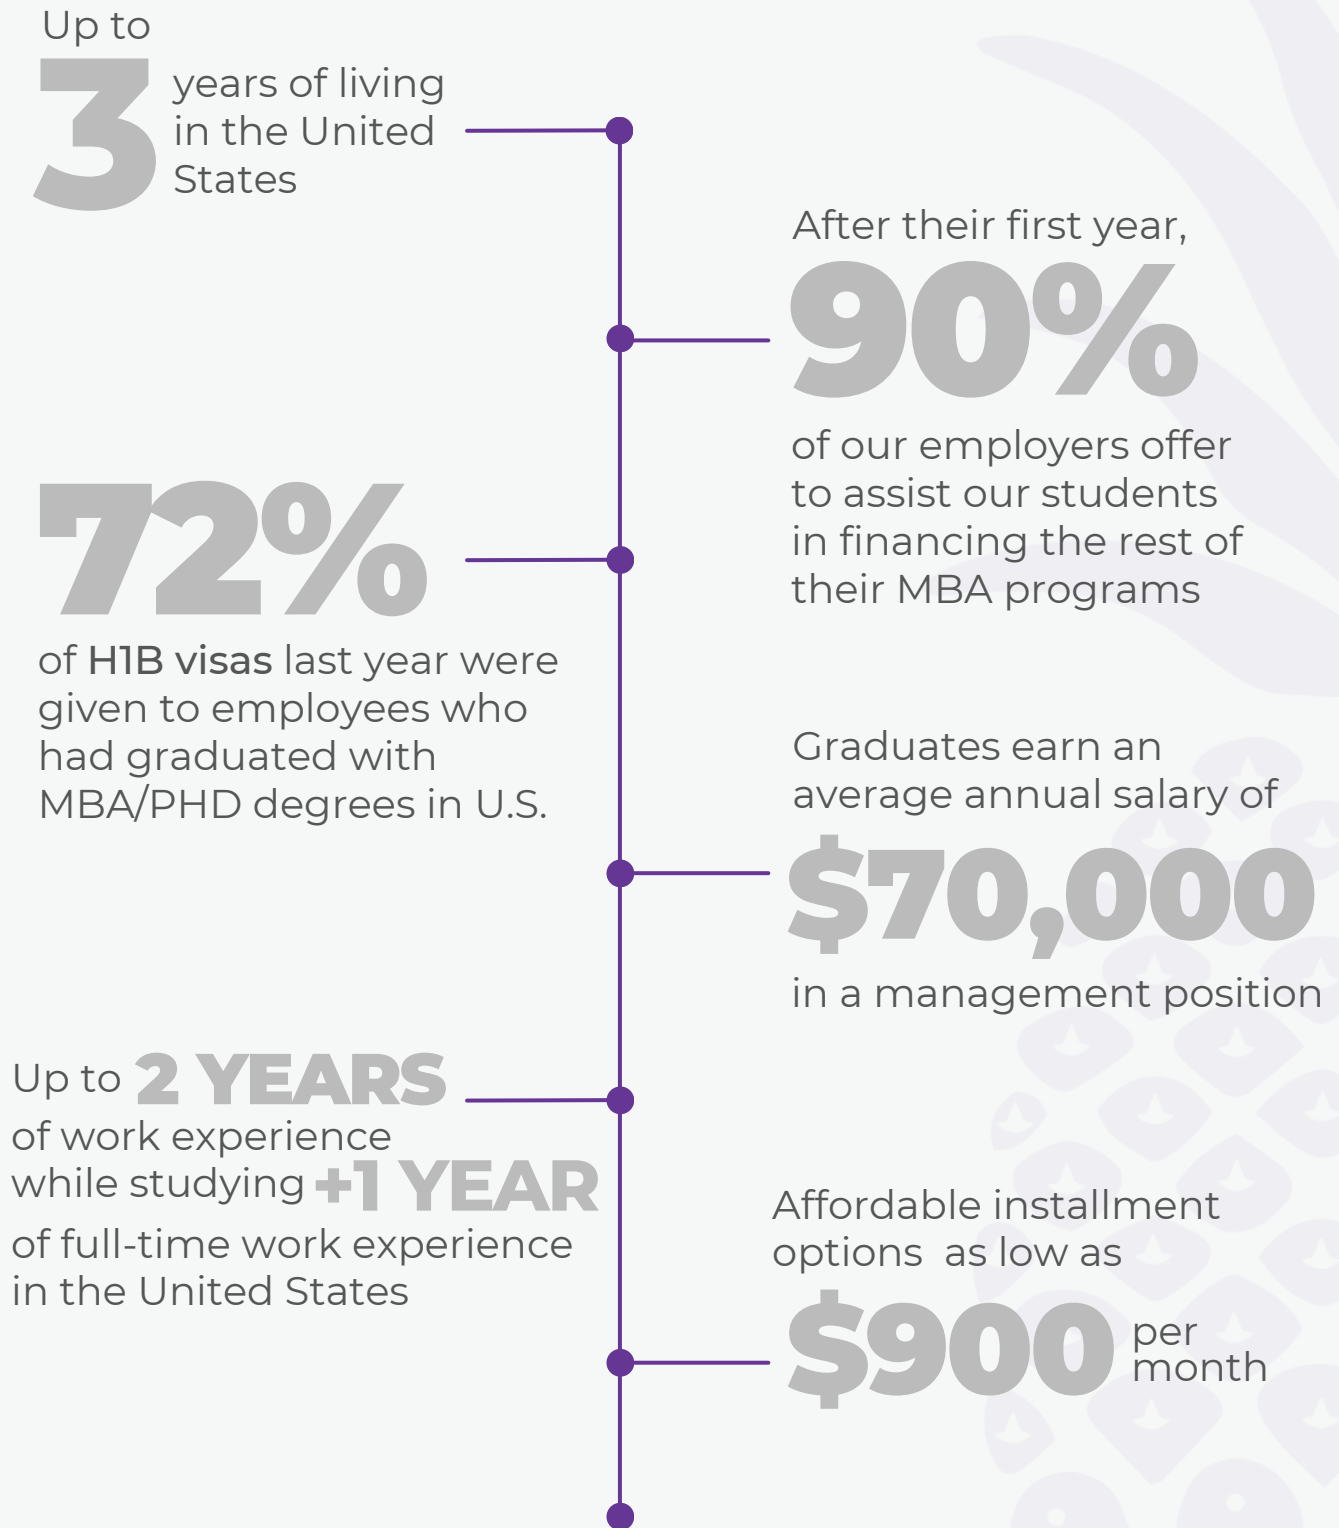 Up to
3
years of living
in the United
States
After their first year,
90%
of our employers offer
to assist our students
in financing the rest of
their MBA programs
72%
of H1B visas last year were
given to employees who
had graduated with
MBA/PHD degrees in U.S.
Graduates earn an
average annual salary of
$70,000
in a management position
Up to 2 YEARS
of work experience
while studying +1 YEAR
of full-time work experience
in the United States
Affordable installment
options as low as
$900
per
month